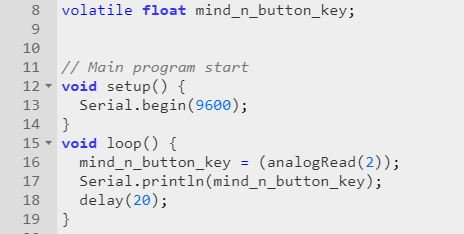 8 volatile float mind_n_button_key;
9
10
11 // Main program start
12 void setup() {
13 Serial.begin(9600);
14 }
15 void loop() {
16 mind_n_button_key = (analogRead(2));
17 Serial.println(mind_n_button_key);
18 delay(20);
19 }